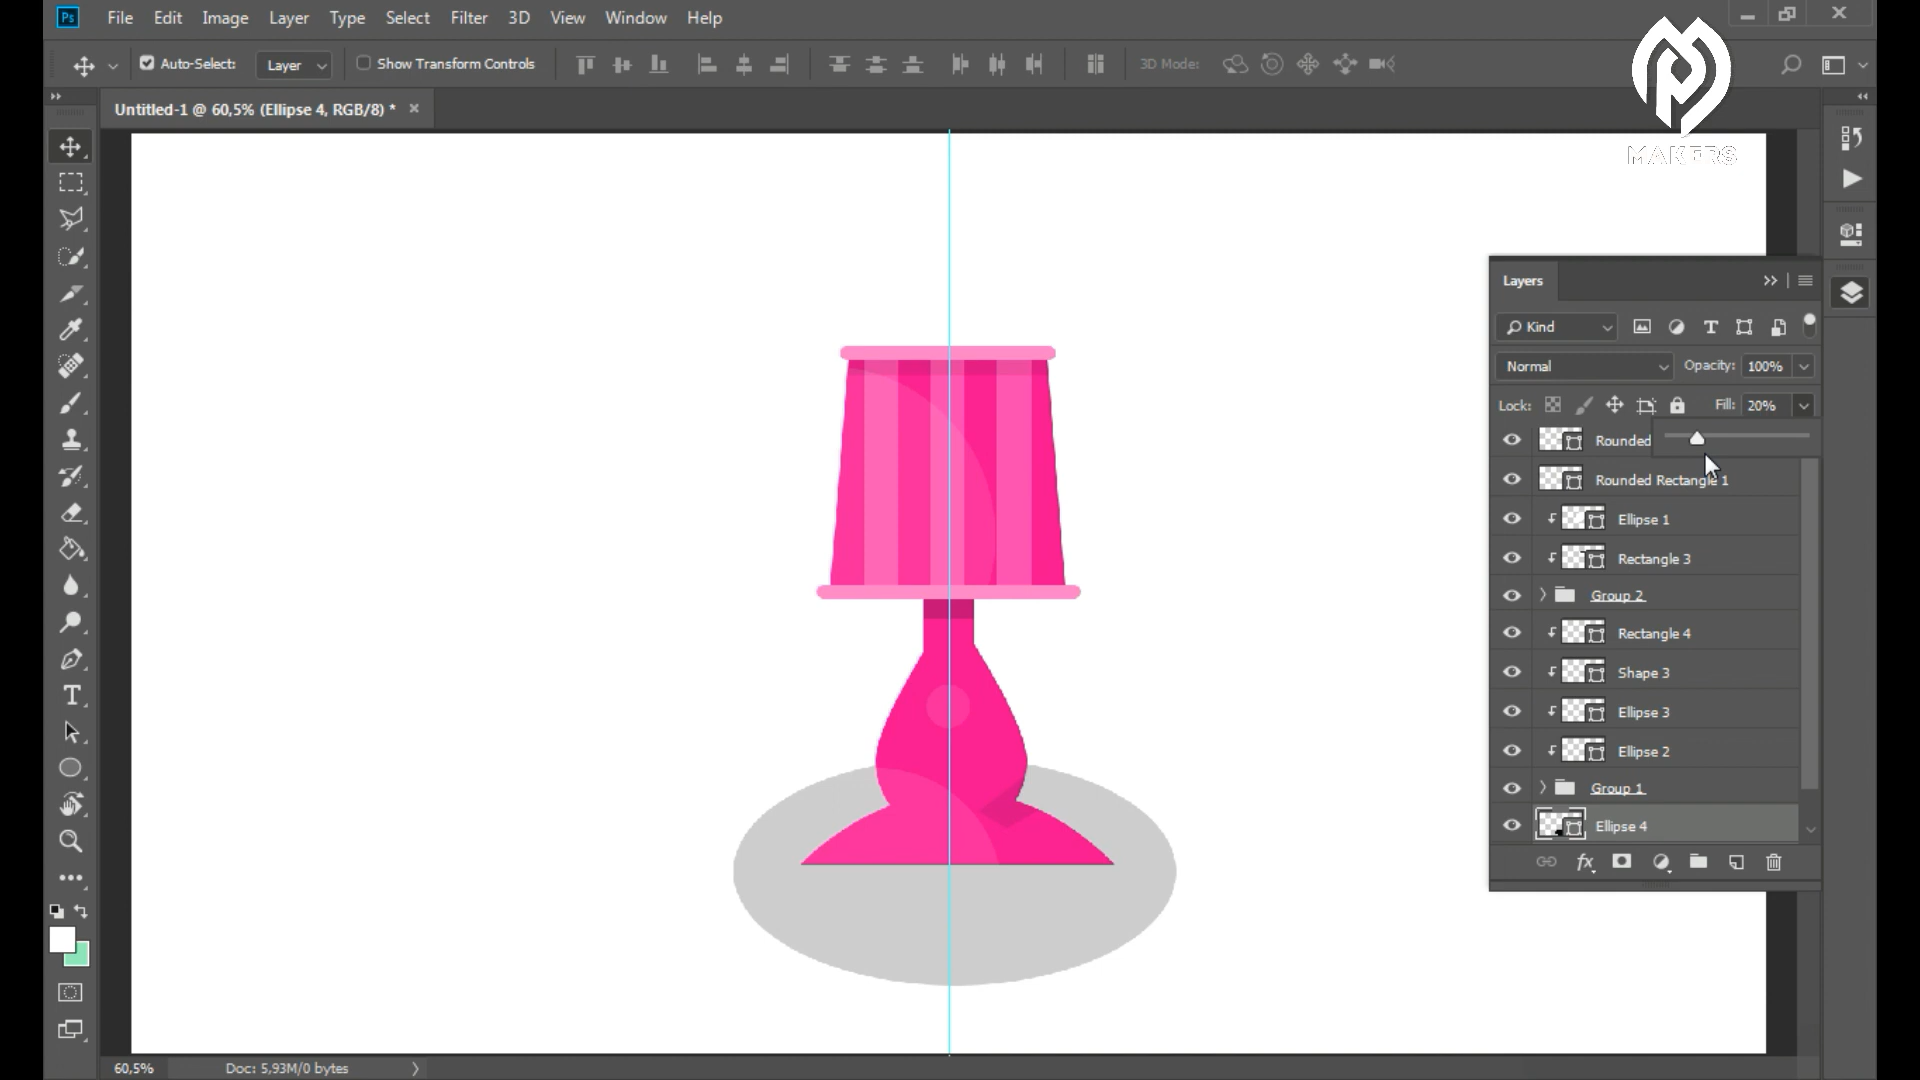 Ps File Edit Image Layer Type Select Filter 3D View Window Help
Auto-Select: Layer Show Transform Controls 3D Mode:
Untitled-1 @ 60,5% (Ellipse 4, RGB/8) *
MAKERS
Layers
Kind
Normal Opacity: 100%
Lock: Fill: 20%
Rounded
Rounded Rectangle 1
Ellipse 1
Rectangle 3
Group 2
Rectangle 4
Shape 3
Ellipse 3
Ellipse 2
Group 1
Ellipse 4
fx
60,5% Doc: 5,93M/0 bytes